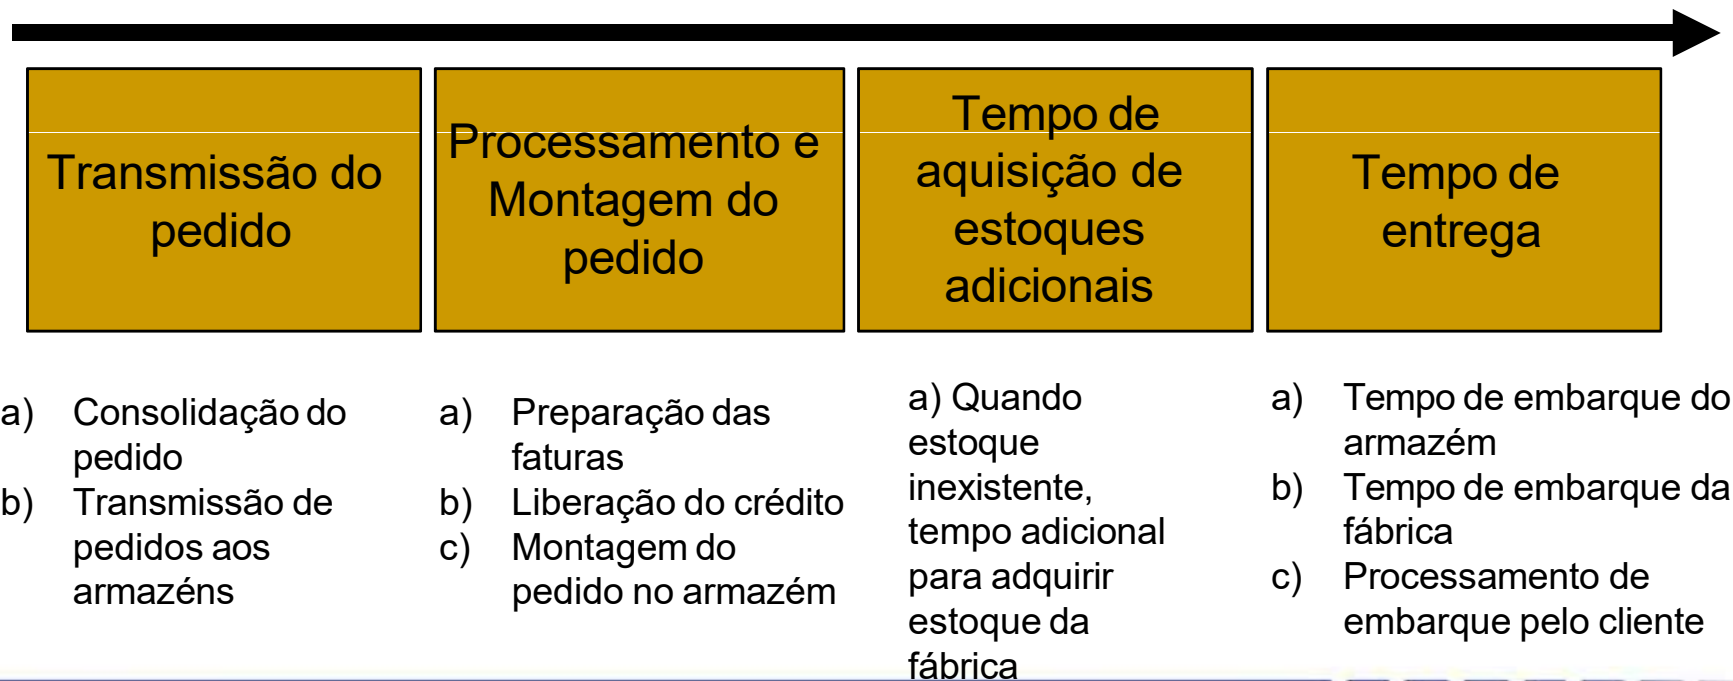 Transmissão do
pedido
Processamento e
Montagem do
pedido
Tempo de
aquisição de
estoques
adicionais
Tempo de
entrega
a) Consolidação do
pedido
b) Transmissão de
pedidos aos
armazéns
a) Preparação das
faturas
b) Liberação do crédito
c) Montagem do
pedido no armazém
a) Quando
estoque
inexistente,
tempo adicional
para adquirir
estoque da
fábrica
a) Tempo de embarque do
armazém
b) Tempo de embarque da
fábrica
c) Processamento de
embarque pelo cliente